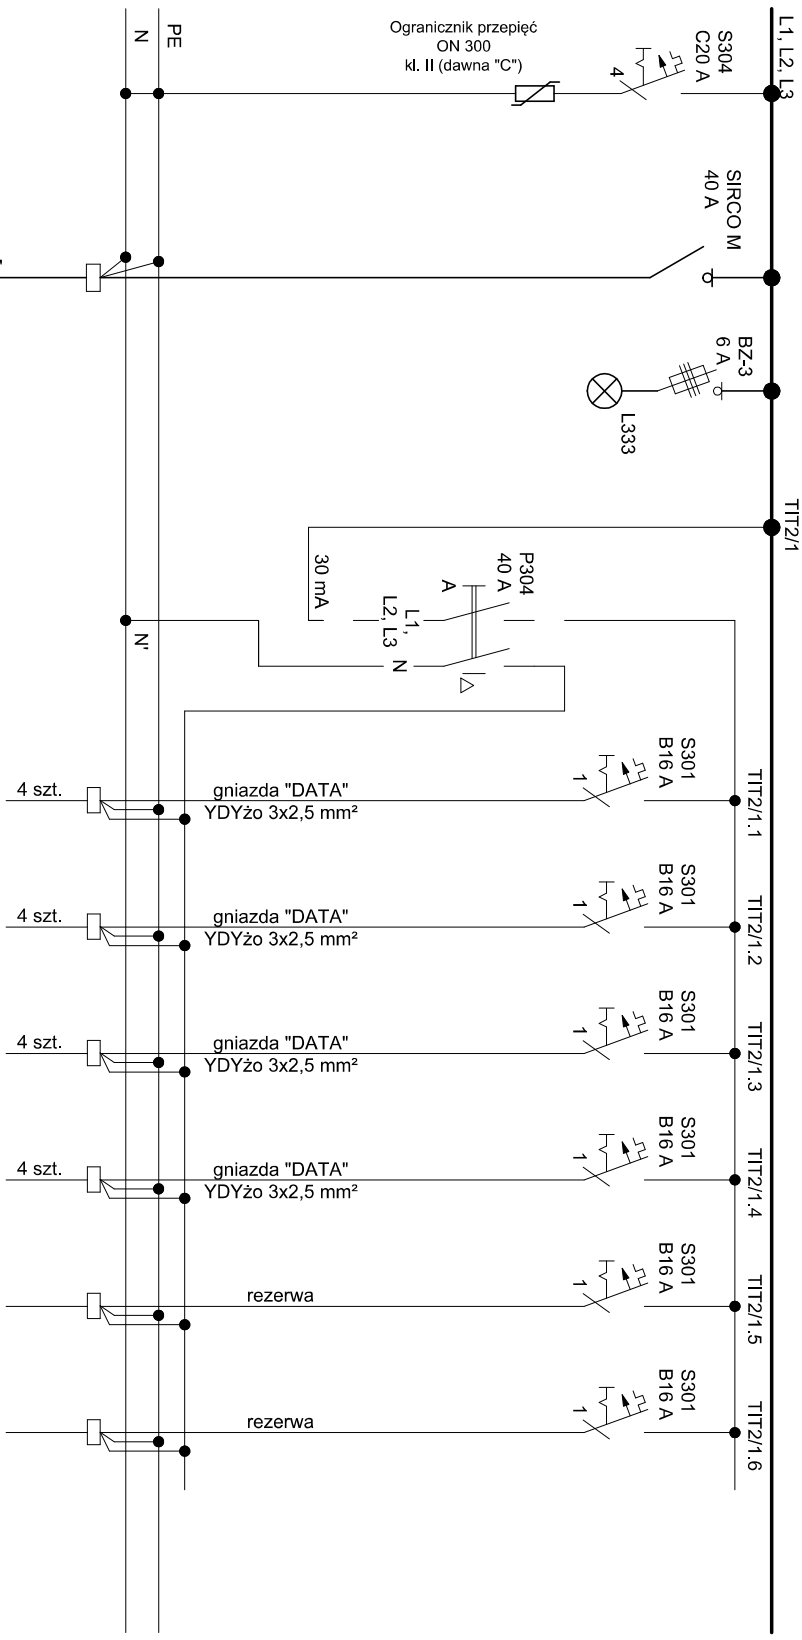 L1, L2, L3
PE
N
Ogranicznik przepięć
ON 300
kl. II (dawna "C")
S304
C20 A
4
SIRCO M
40 A
BZ-3
6 A
L333
TIT2/1
P304
40 A
A
30 mA
L1,
L2, L3
N
N'
TIT2/1.1
S301
B16 A
1
gniazda "DATA"
YDYżo 3x2,5 mm²
4 szt.
TIT2/1.2
S301
B16 A
1
gniazda "DATA"
YDYżo 3x2,5 mm²
4 szt.
TIT2/1.3
S301
B16 A
1
gniazda "DATA"
YDYżo 3x2,5 mm²
4 szt.
TIT2/1.4
S301
B16 A
1
gniazda "DATA"
YDYżo 3x2,5 mm²
4 szt.
TIT2/1.5
S301
B16 A
1
rezerwa
TIT2/1.6
S301
B16 A
1
rezerwa